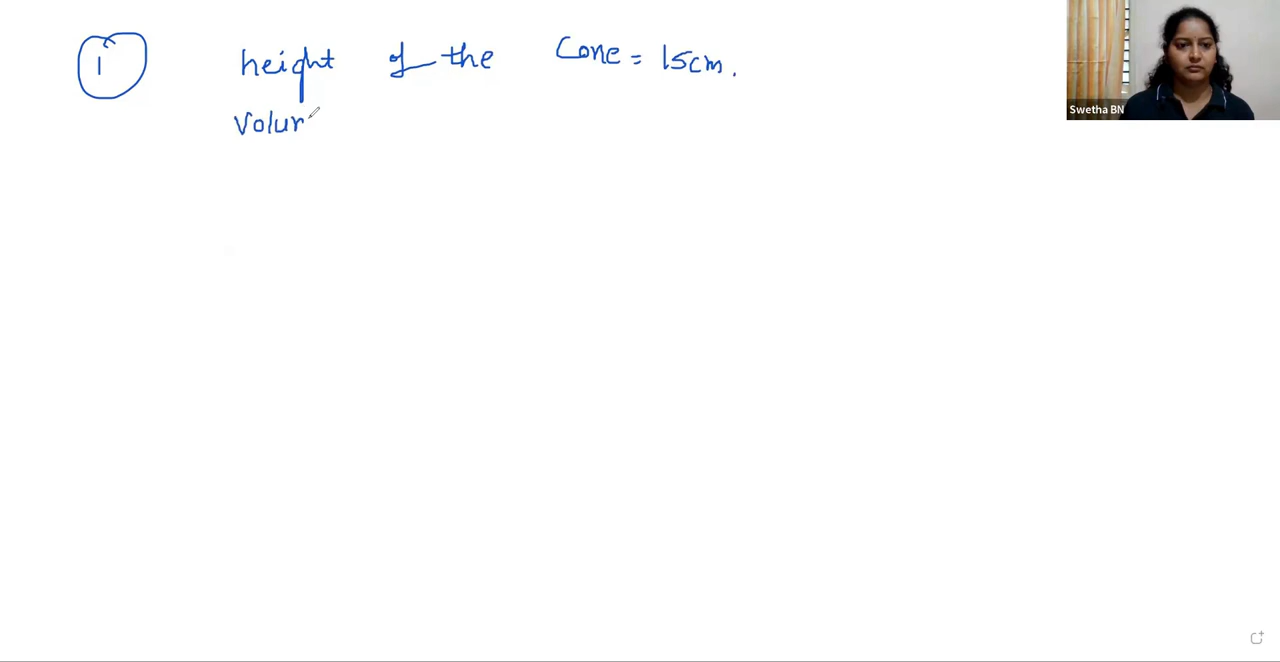 1 height of the Cone = 15cm.
Volur
Swetha BN